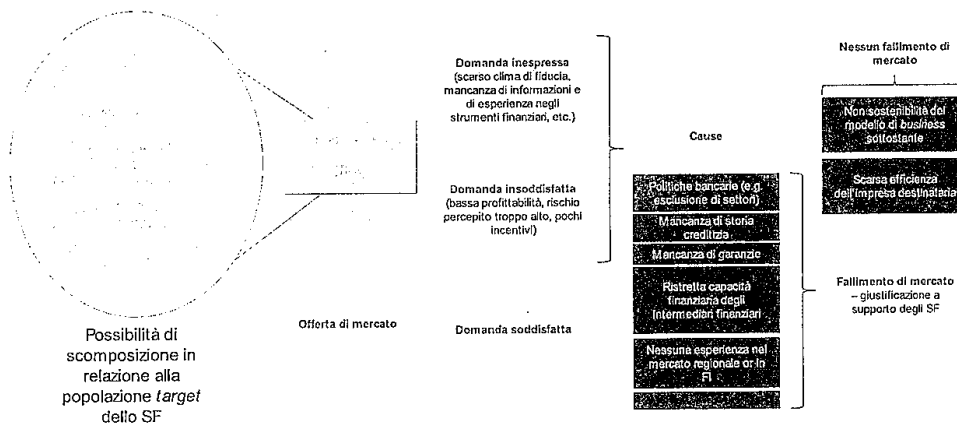 Possibilità di
scomposizione in
relazione alla
popolazione target
dello SF
Offerta di mercato
Domanda inespressa
(scarso clima di fiducia,
mancanza di informazioni e
di esperienza negli
strumenti finanziari, etc.)
Domanda insoddisfatta
(bassa profittabilità, rischio
percepito troppo alto, pochi
incentivi)
Domanda soddisfatta
Cause
Politiche bancarie (e.g.
esclusione di settori)
Mancanza di storia
creditizia
Mancanza di garanzie
Ristretta capacità
finanziaria degli
intermediari finanziari
Nessuna esperienza nel
mercato regionale or in
FI
Nessun fallimento di
mercato
Non sostenibilità del
modello di business
sottostante
Scarsa efficienza
dell'impresa destinataria
Fallimento di mercato
– giustificazione a
supporto degli SF